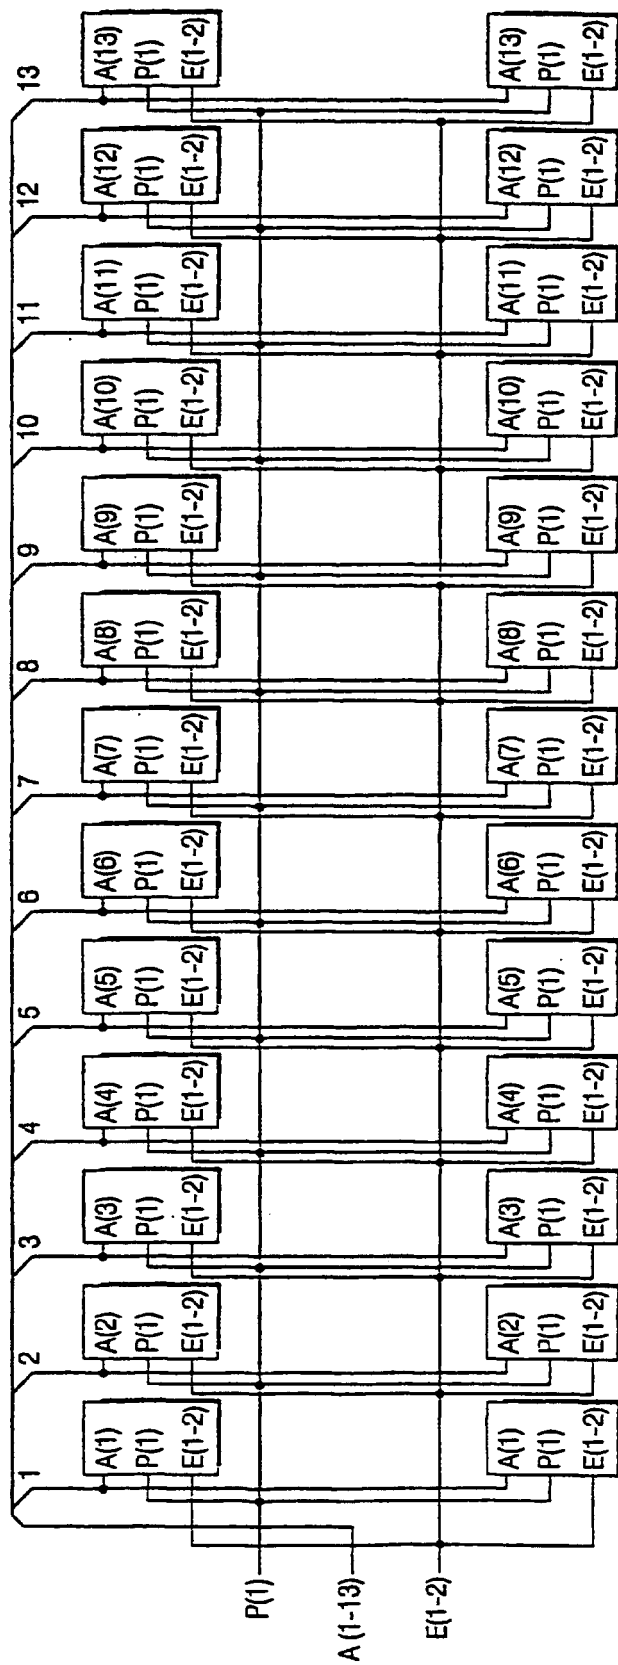 13
A(13)
P(1)
E(1-2)
A(13)
P(1)
E(1-2)
12
A(12)
P(1)
E(1-2)
A(12)
P(1)
E(1-2)
11
A(11)
P(1)
E(1-2)
A(11)
P(1)
E(1-2)
10
A(10)
P(1)
E(1-2)
A(10)
P(1)
E(1-2)
9
A(9)
P(1)
E(1-2)
A(9)
P(1)
E(1-2)
8
A(8)
P(1)
E(1-2)
A(8)
P(1)
E(1-2)
7
A(7)
P(1)
E(1-2)
A(7)
P(1)
E(1-2)
6
A(6)
P(1)
E(1-2)
A(6)
P(1)
E(1-2)
5
A(5)
P(1)
E(1-2)
A(5)
P(1)
E(1-2)
4
A(4)
P(1)
E(1-2)
A(4)
P(1)
E(1-2)
3
A(3)
P(1)
E(1-2)
A(3)
P(1)
E(1-2)
2
A(2)
P(1)
E(1-2)
A(2)
P(1)
E(1-2)
1
A(1)
P(1)
E(1-2)
A(1)
P(1)
E(1-2)
P(1)
A (1-13)
E(1-2)